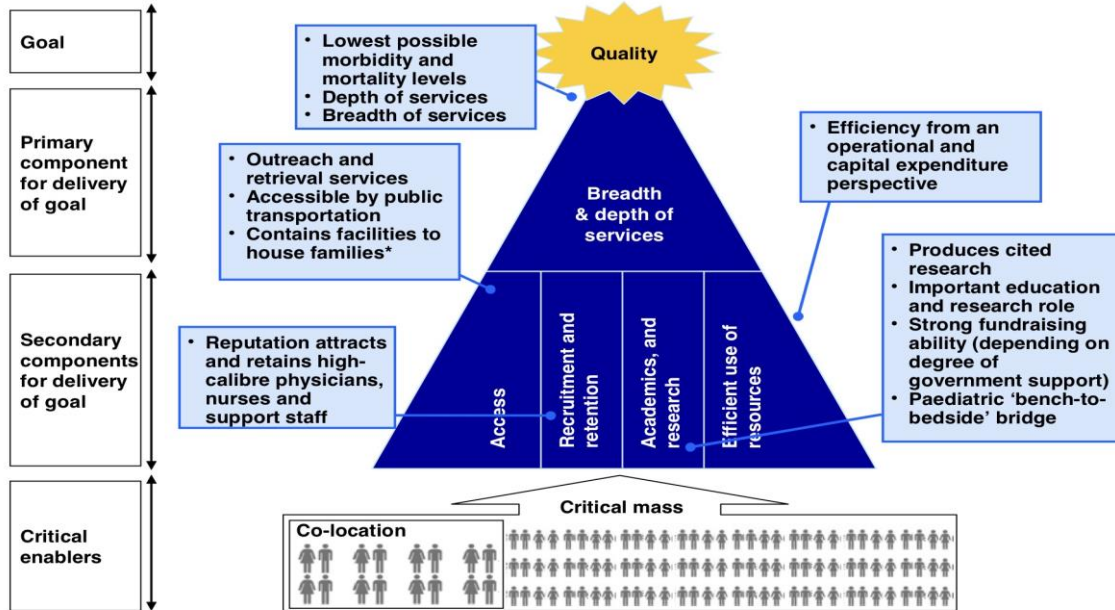 Goal
Primary
component
for delivery
of goal
Secondary
components
for delivery
of goal
Critical
enablers
Quality
• Lowest possible
morbidity and
mortality levels
• Depth of services
• Breadth of services
• Outreach and
retrieval services
• Accessible by public
transportation
• Contains facilities to
house families*
• Reputation attracts
and retains high-
calibre physicians,
nurses and
support staff
• Efficiency from an
operational and
capital expenditure
perspective
• Produces cited
research
• Important education
and research role
• Strong fundraising
ability (depending on
degree of
government support)
• Paediatric ‘bench-to-
bedside’ bridge
Breadth
& depth of
services
Access
Recruitment and
retention
Academics, and
research
Efficient use of
resources
Critical mass
Co-location